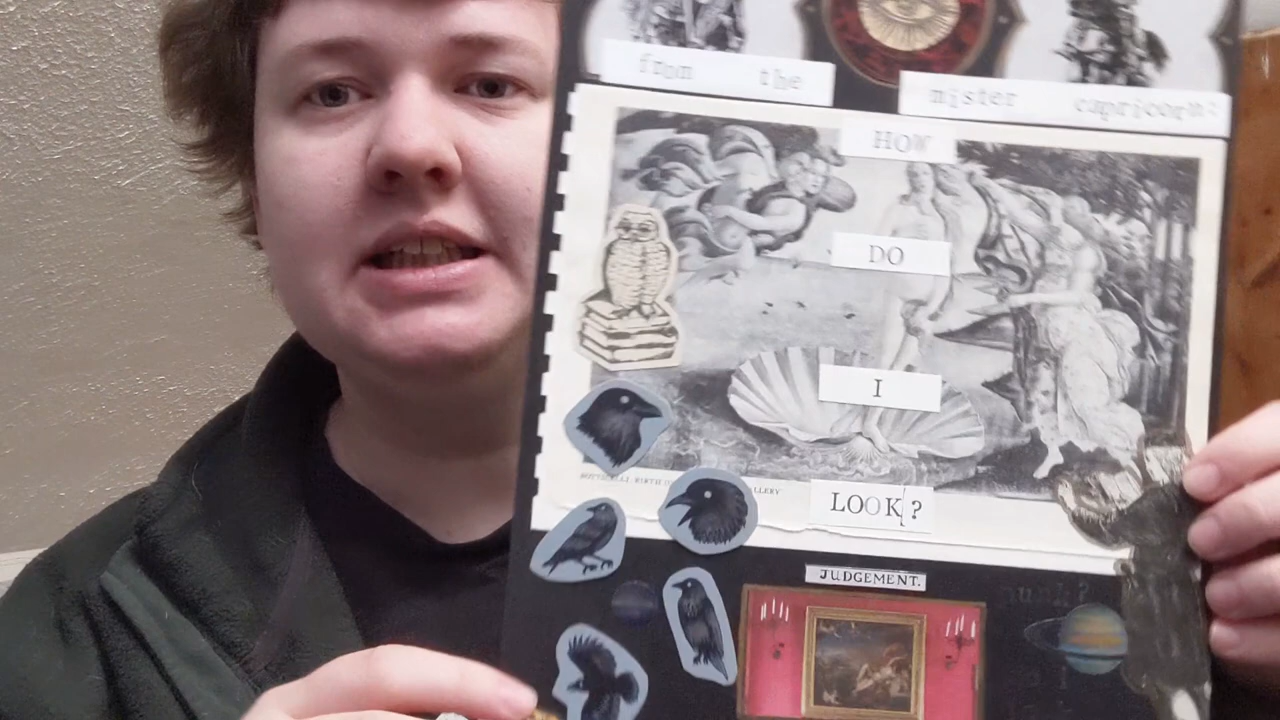 from the
mister capricorn?
HOW
DO
I
LOOK?
JUDGEMENT.